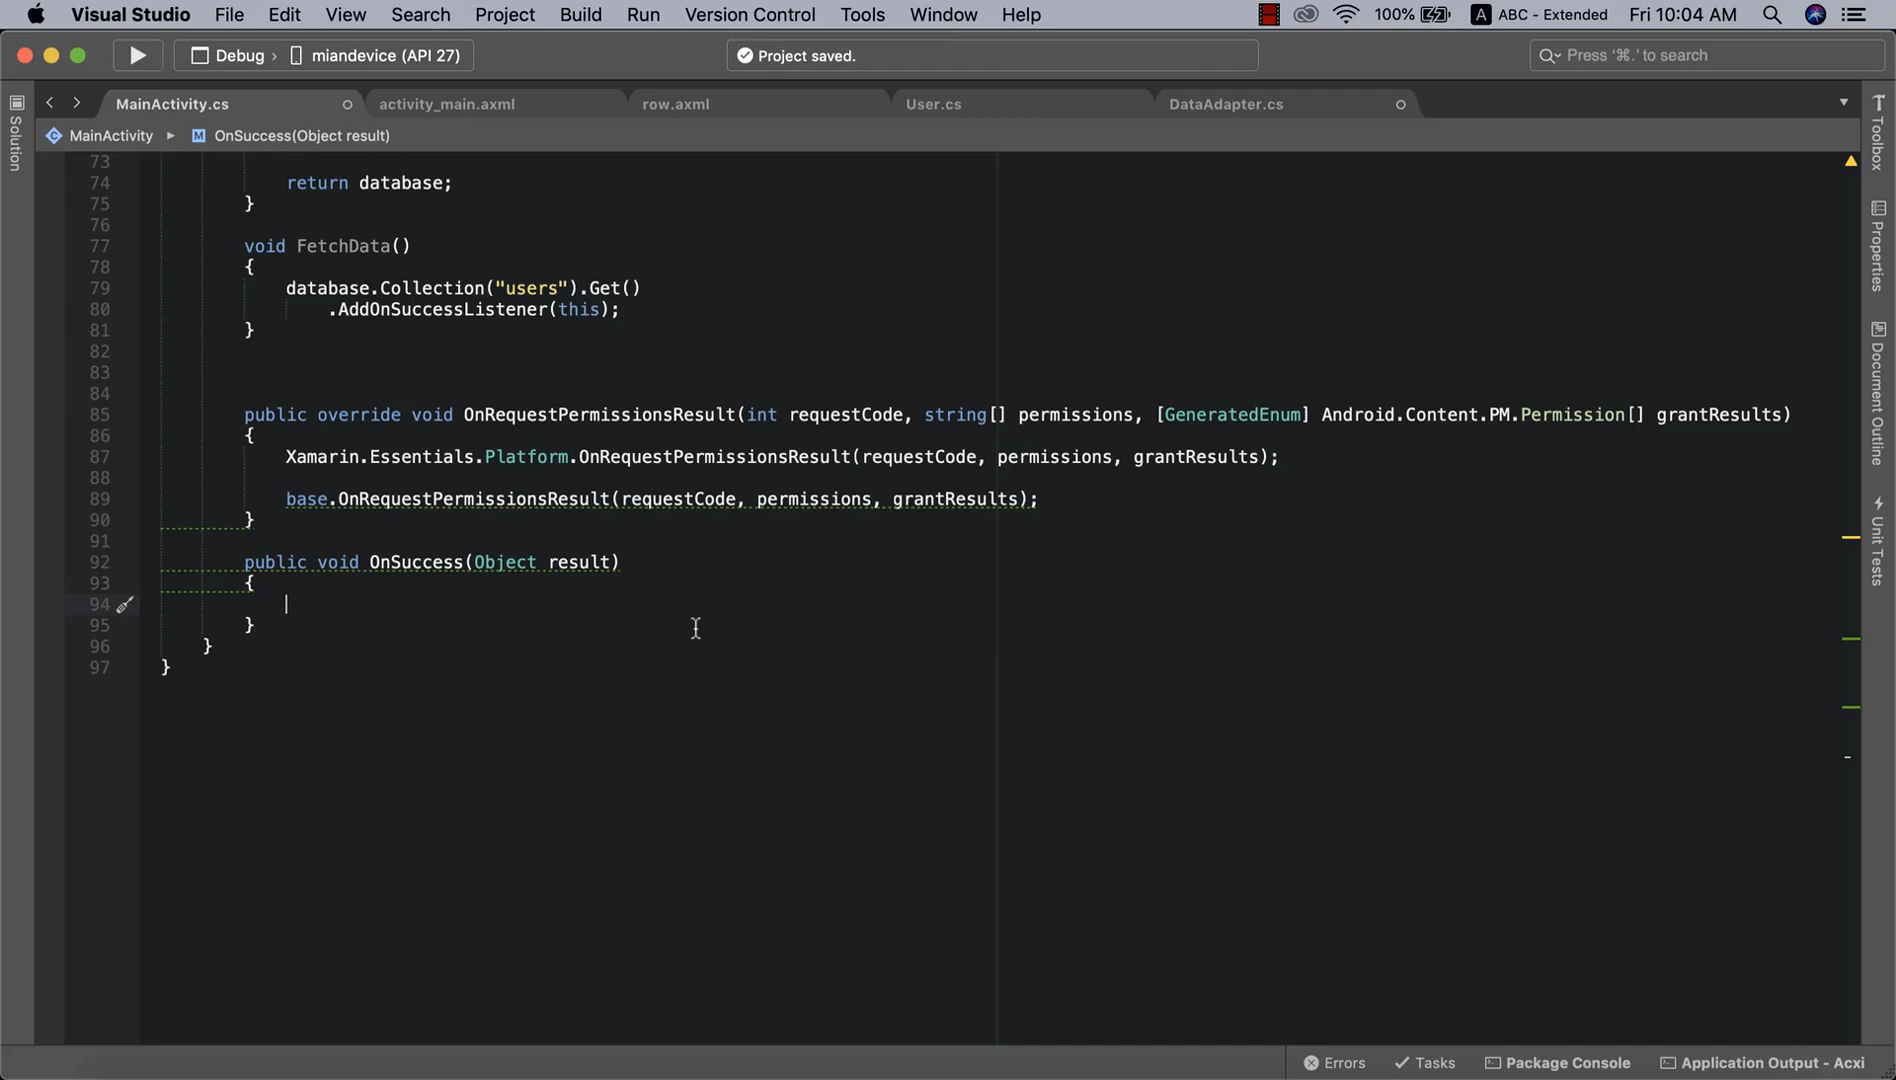 Visual Studio File Edit View Search Project Build Run Version Control Tools Window Help 100% A ABC - Extended Fri 10:04 AM
Debug › miandevice (API 27) Project saved. Press ‘⌘.’ to search
MainActivity.cs activity_main.axml row.axml User.cs DataAdapter.cs
MainActivity M OnSuccess(Object result)
Solution
73
74 return database;
75 }
76
77 void FetchData()
78 {
79 database.Collection("users").Get()
80 .AddOnSuccessListener(this);
81 }
82
83
84
85 public override void OnRequestPermissionsResult(int requestCode, string[] permissions, [GeneratedEnum] Android.Content.PM.Permission[] grantResults)
86 {
87 Xamarin.Essentials.Platform.OnRequestPermissionsResult(requestCode, permissions, grantResults);
88
89 base.OnRequestPermissionsResult(requestCode, permissions, grantResults);
90 }
91
92 public void OnSuccess(Object result)
93 {
94
95 }
96 }
97 }
Toolbox
Properties
Document Outline
Unit Tests
Errors Tasks Package Console Application Output - Acxi